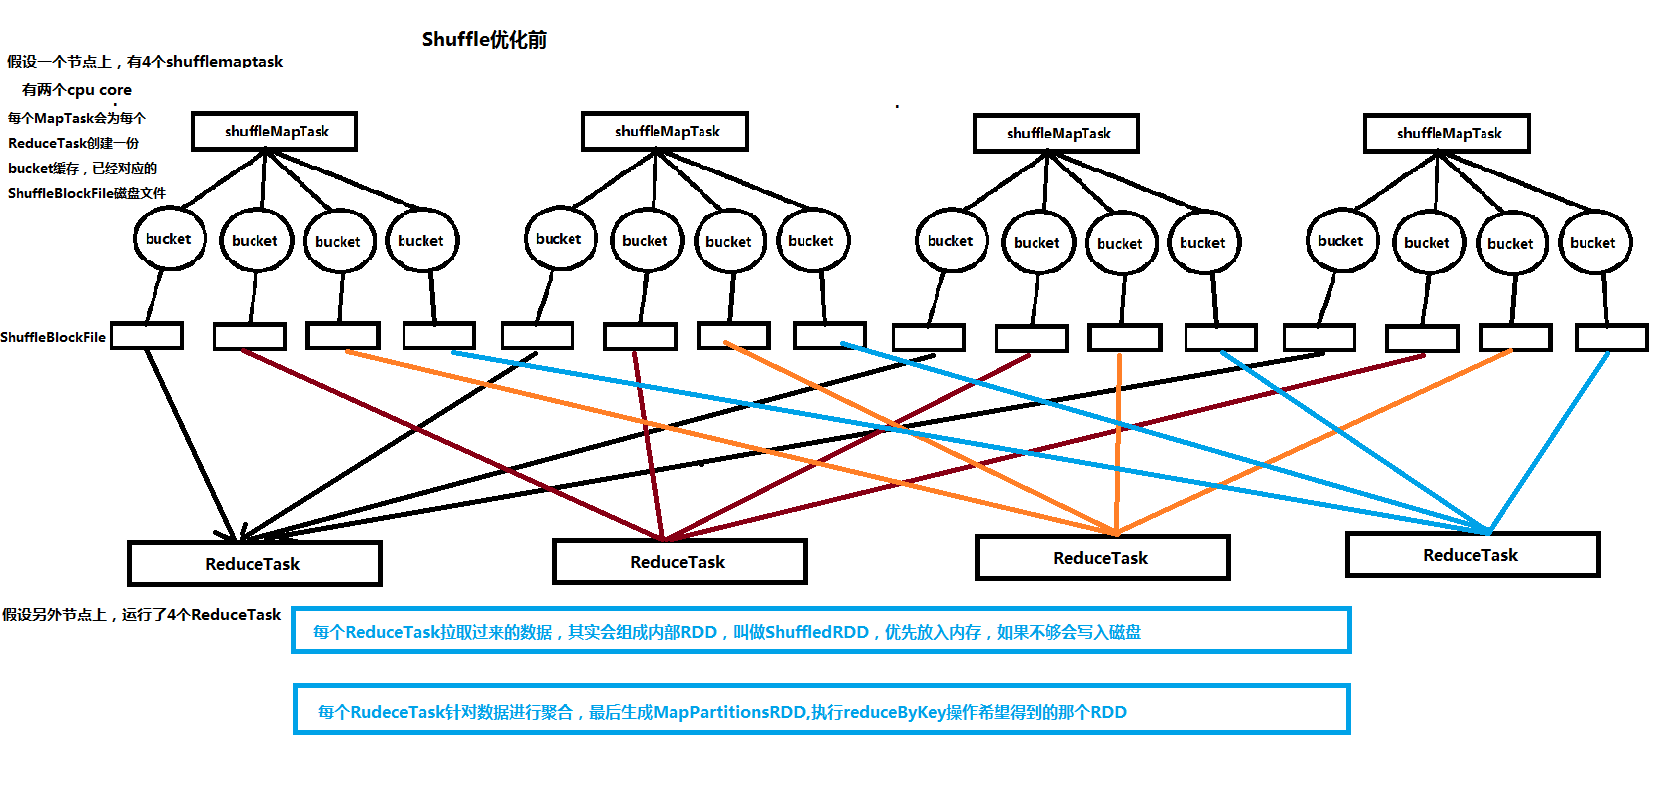 Shuffle优化前
假设一个节点上，有4个shufflemaptask
有两个cpu core
每个MapTask会为每个
ReduceTask创建一份
bucket缓存，已经对应的
ShuffleBlockFile磁盘文件
shuffleMapTask shuffleMapTask shuffleMapTask shuffleMapTask
bucket bucket bucket bucket bucket bucket bucket bucket bucket bucket bucket bucket bucket bucket bucket bucket
ShuffleBlockFile
ReduceTask ReduceTask ReduceTask ReduceTask
假设另外节点上，运行了4个ReduceTask
每个ReduceTask拉取过来的数据，其实会组成内部RDD，叫做ShuffledRDD，优先放入内存，如果不够会写入磁盘
每个RudeceTask针对数据进行聚合，最后生成MapPartitionsRDD,执行reduceByKey操作希望得到的那个RDD